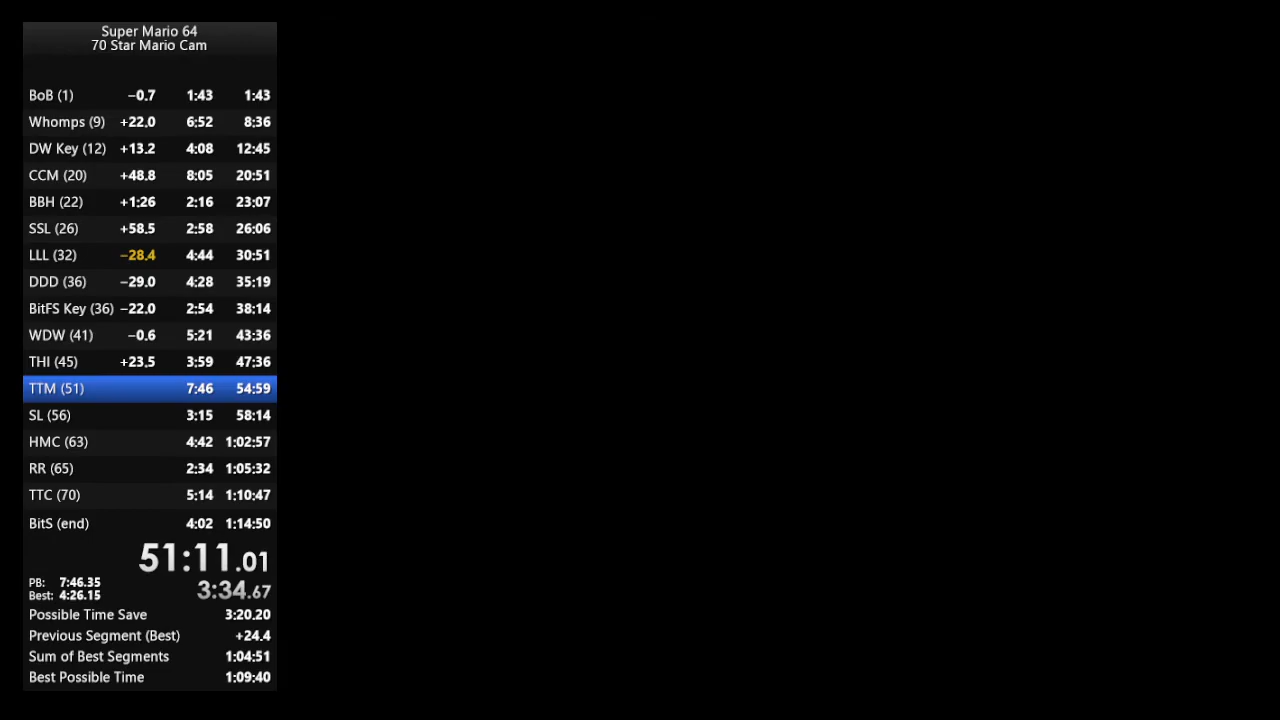 Super Mario 64
70 Star Mario Cam
BoB (1) −0.7 1:43 1:43
Whomps (9) +22.0 6:52 8:36
DW Key (12) +13.2 4:08 12:45
CCM (20) +48.8 8:05 20:51
BBH (22) +1:26 2:16 23:07
SSL (26) +58.5 2:58 26:06
LLL (32) −28.4 4:44 30:51
DDD (36) −29.0 4:28 35:19
BitFS Key (36) −22.0 2:54 38:14
WDW (41) −0.6 5:21 43:36
THI (45) +23.5 3:59 47:36
TTM (51) 7:46 54:59
SL (56) 3:15 58:14
HMC (63) 4:42 1:02:57
RR (65) 2:34 1:05:32
TTC (70) 5:14 1:10:47
BitS (end) 4:02 1:14:50
51:11.01
PB: 7:46.35
Best: 4:26.15
3:34.67
Possible Time Save 3:20.20
Previous Segment (Best) +24.4
Sum of Best Segments 1:04:51
Best Possible Time 1:09:40